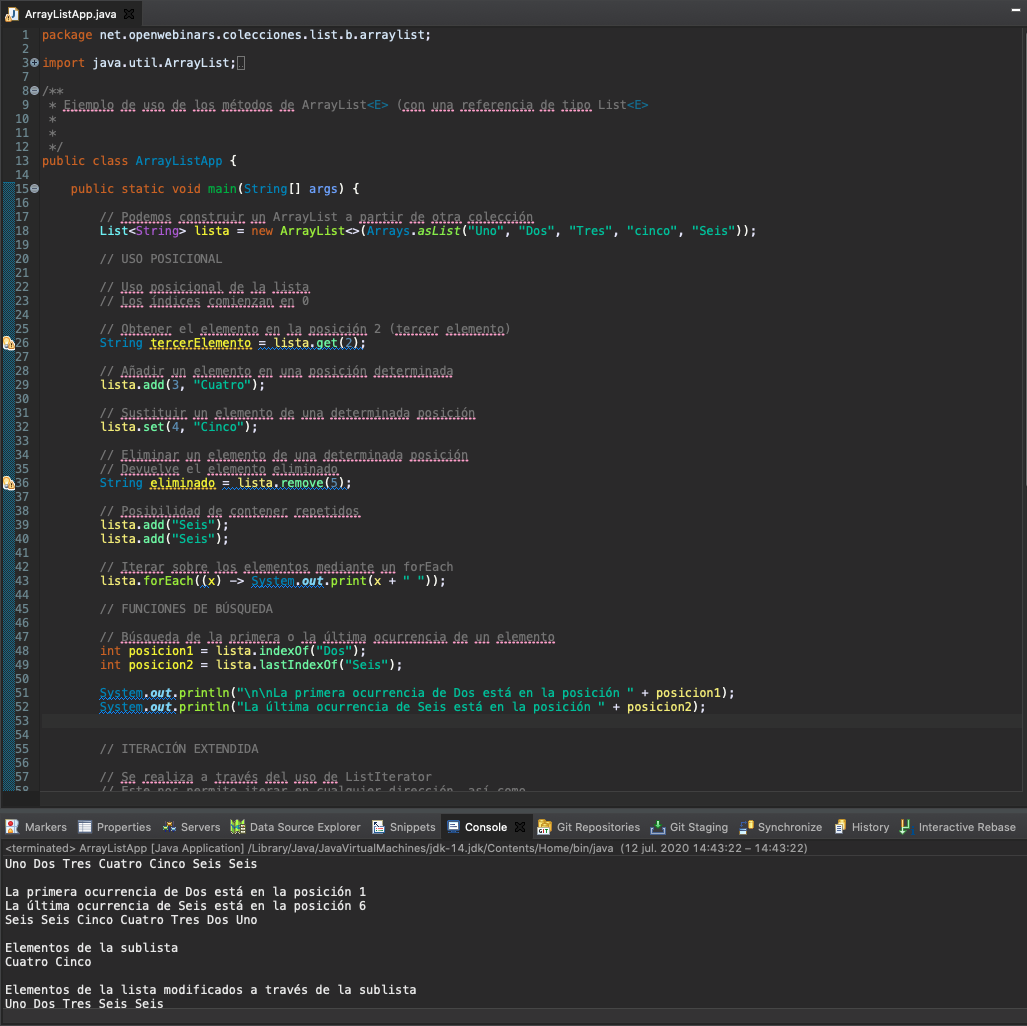 ArrayListApp.java
1 package net.openwebinars.colecciones.list.b.arraylist;
2
3 import java.util.ArrayList;
7
8 /**
9 * Ejemplo de uso de los métodos de ArrayList<E> (con una referencia de tipo List<E>
10 *
11 *
12 */
13 public class ArrayListApp {
14
15 public static void main(String[] args) {
16
17 // Podemos construir un ArrayList a partir de otra colección
18 List<String> lista = new ArrayList<>(Arrays.asList("Uno", "Dos", "Tres", "cinco", "Seis"));
19
20 // USO POSICIONAL
21
22 // Uso posicional de la lista
23 // Los índices comienzan en 0
24
25 // Obtener el elemento en la posición 2 (tercer elemento)
26 String tercerElemento = lista.get(2);
27
28 // Añadir un elemento en una posición determinada
29 lista.add(3, "Cuatro");
30
31 // Sustituir un elemento de una determinada posición
32 lista.set(4, "Cinco");
33
34 // Eliminar un elemento de una determinada posición
35 // Devuelve el elemento eliminado
36 String eliminado = lista.remove(5);
37
38 // Posibilidad de contener repetidos
39 lista.add("Seis");
40 lista.add("Seis");
41
42 // Iterar sobre los elementos mediante un forEach
43 lista.forEach((x) -> System.out.print(x + " "));
44
45 // FUNCIONES DE BÚSQUEDA
46
47 // Búsqueda de la primera o la última ocurrencia de un elemento
48 int posicion1 = lista.indexOf("Dos");
49 int posicion2 = lista.lastIndexOf("Seis");
50
51 System.out.println("\n\nLa primera ocurrencia de Dos está en la posición " + posicion1);
52 System.out.println("La última ocurrencia de Seis está en la posición " + posicion2);
53
54
55 // ITERACIÓN EXTENDIDA
56
57 // Se realiza a través del uso de ListIterator
58 // Esto nos permite iterar en cualquier dirección, así como
Markers Properties Servers Data Source Explorer Snippets Console Git Repositories Git Staging Synchronize History Interactive Rebase
<terminated> ArrayListApp [Java Application] /Library/Java/JavaVirtualMachines/jdk-14.jdk/Contents/Home/bin/java (12 jul. 2020 14:43:22 – 14:43:22)
Uno Dos Tres Cuatro Cinco Seis Seis
La primera ocurrencia de Dos está en la posición 1
La última ocurrencia de Seis está en la posición 6
Seis Seis Cinco Cuatro Tres Dos Uno
Elementos de la sublista
Cuatro Cinco
Elementos de la lista modificados a través de la sublista
Uno Dos Tres Seis Seis